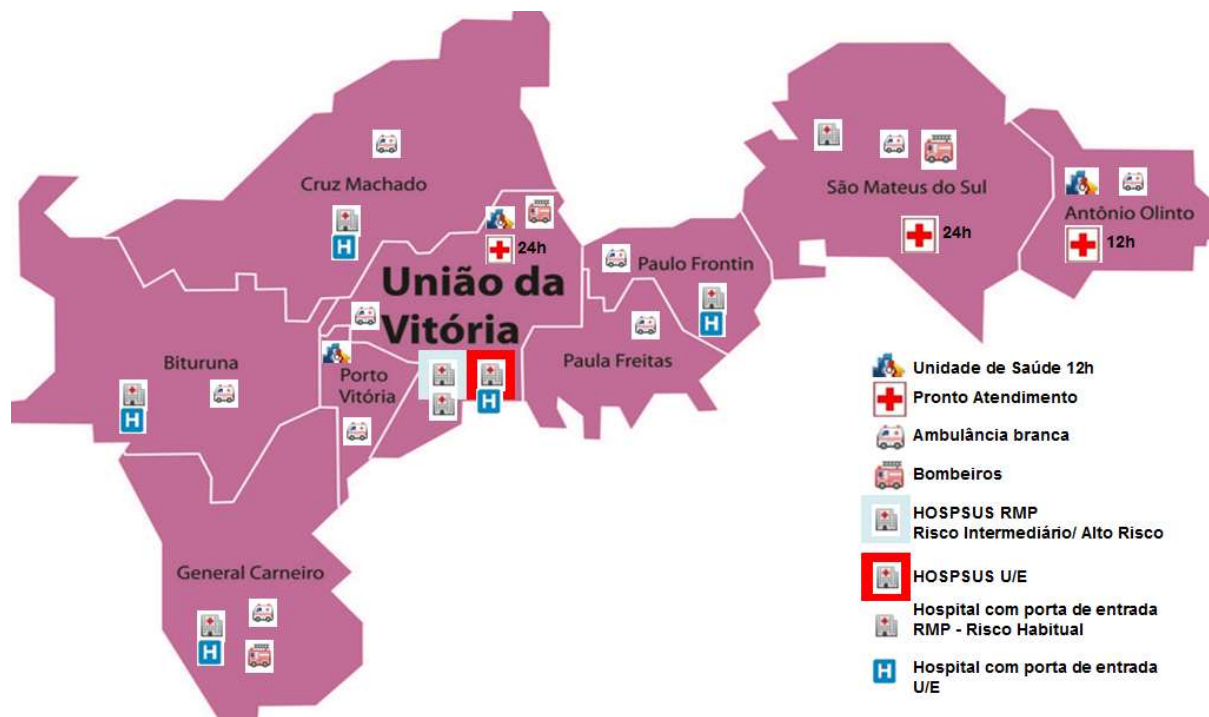 Cruz Machado
H
24h
União da
Vitória
Paulo Frontin
H
Paula Freitas
São Mateus do Sul
24h
Antônio Olinto
12h
Bituruna
H
Porto
Vitória
H
General Carneiro
H
Unidade de Saúde 12h
Pronto Atendimento
Ambulância branca
Bombeiros
HOSPSUS RMP
Risco Intermediário/ Alto Risco
HOSPSUS U/E
Hospital com porta de entrada
RMP - Risco Habitual
H
Hospital com porta de entrada
U/E